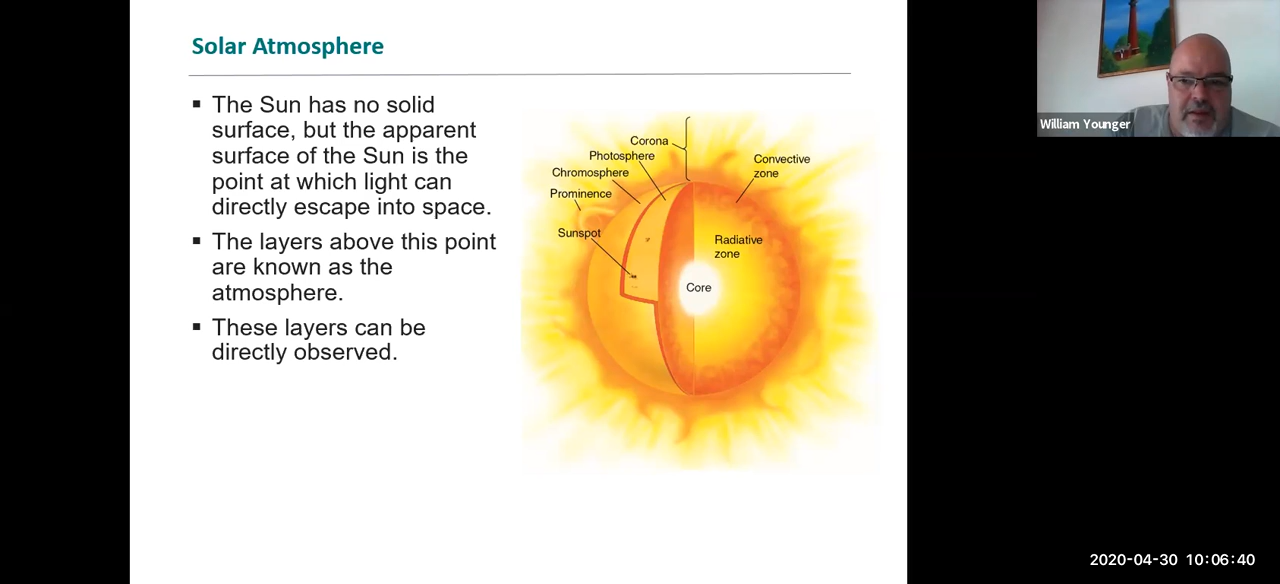 Solar Atmosphere
▪ The Sun has no solid
surface, but the apparent
surface of the Sun is the
point at which light can
directly escape into space.
▪ The layers above this point
are known as the
atmosphere.
▪ These layers can be
directly observed.
Corona
Photosphere
Chromosphere
Prominence
Sunspot
Convective
zone
Radiative
zone
Core
William Younger
2020-04-30 10:06:40